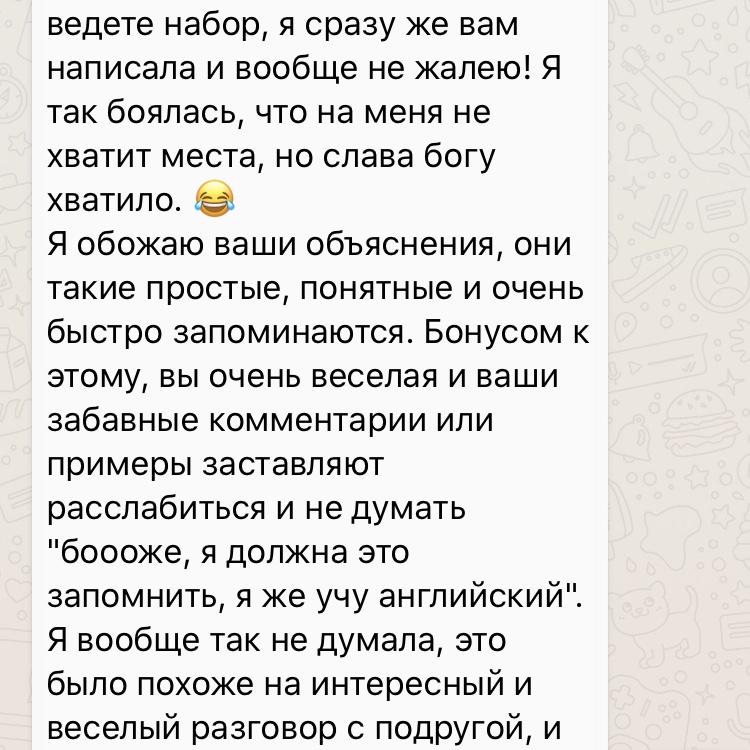 ведете набор, я сразу же вам
написала и вообще не жалею! Я
так боялась, что на меня не
хватит места, но слава богу
хватило. 😂
Я обожаю ваши объяснения, они
такие простые, понятные и очень
быстро запоминаются. Бонусом к
этому, вы очень веселая и ваши
забавные комментарии или
примеры заставляют
расслабиться и не думать
"боооже, я должна это
запомнить, я же учу английский".
Я вообще так не думала, это
было похоже на интересный и
веселый разговор с подругой, и